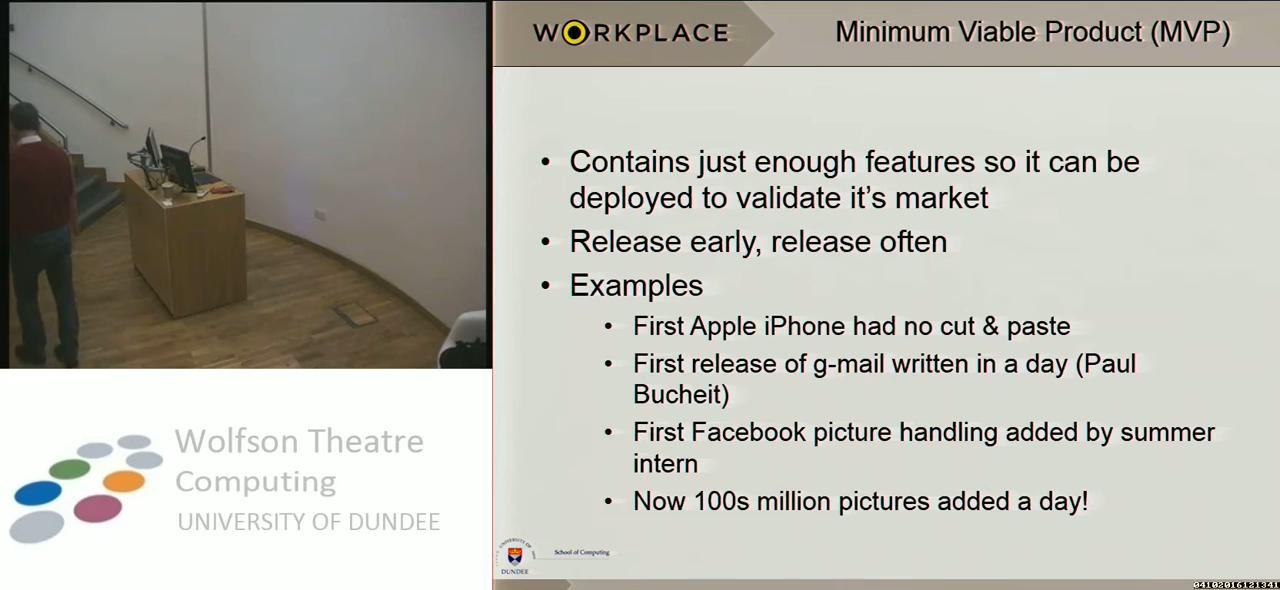 WORKPLACE
Minimum Viable Product (MVP)
• Contains just enough features so it can be
deployed to validate it’s market
• Release early, release often
• Examples
• First Apple iPhone had no cut & paste
• First release of g-mail written in a day (Paul
Bucheit)
• First Facebook picture handling added by summer
intern
• Now 100s million pictures added a day!
Wolfson Theatre
Computing
UNIVERSITY OF DUNDEE
UNIVERSITY OF
DUNDEE
School of Computing
04102016121341